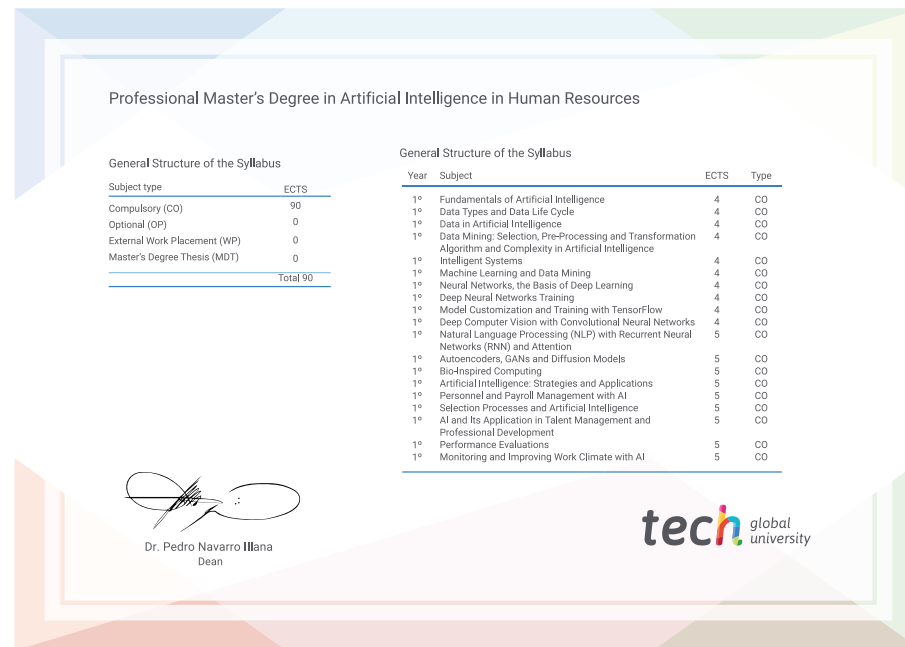 Professional Master's Degree in Artificial Intelligence in Human Resources
General Structure of the Syllabus
Subject type ECTS
Compulsory (CO) 90
Optional (OP) 0
External Work Placement (WP) 0
Master's Degree Thesis (MDT) 0
Total 90
General Structure of the Syllabus
Year Subject ECTS Type
1º Fundamentals of Artificial Intelligence 4 CO
1º Data Types and Data Life Cycle 4 CO
1º Data in Artificial Intelligence 4 CO
1º Data Mining: Selection, Pre-Processing and Transformation 4 CO
Algorithm and Complexity in Artificial Intelligence
1º Intelligent Systems 4 CO
1º Machine Learning and Data Mining 4 CO
1º Neural Networks, the Basis of Deep Learning 4 CO
1º Deep Neural Networks Training 4 CO
1º Model Customization and Training with TensorFlow 4 CO
1º Deep Computer Vision with Convolutional Neural Networks 4 CO
1º Natural Language Processing (NLP) with Recurrent Neural 5 CO
Networks (RNN) and Attention
1º Autoencoders, GANs and Diffusion Models 5 CO
1º Bio-Inspired Computing 5 CO
1º Artificial Intelligence: Strategies and Applications 5 CO
1º Personnel and Payroll Management with AI 5 CO
1º Selection Processes and Artificial Intelligence 5 CO
1º AI and Its Application in Talent Management and 5 CO
Professional Development
1º Performance Evaluations 5 CO
1º Monitoring and Improving Work Climate with AI 5 CO
Dr. Pedro Navarro Illana
Dean
tech global
university